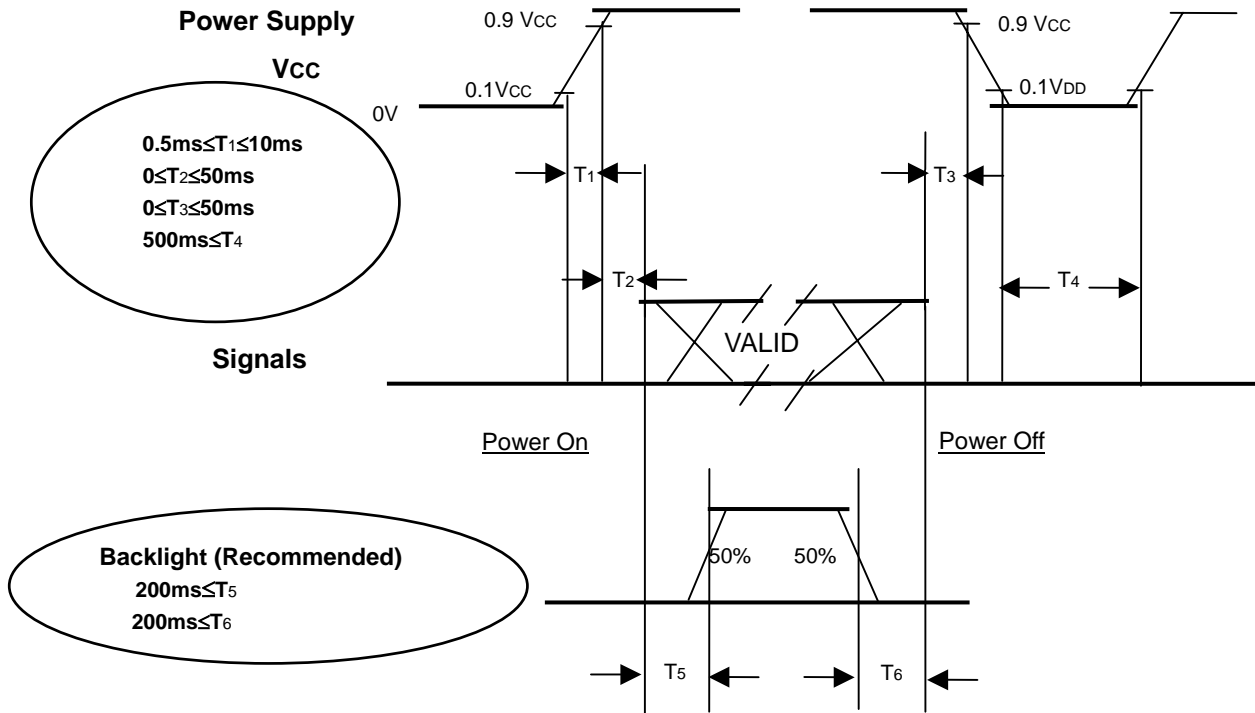 Power Supply
VCC
0.9 VCC
0.1VCC
0V
0.9 VCC
0.1VDD
0.5ms≤T1≤10ms
0≤T2≤50ms
0≤T3≤50ms
500ms≤T4
T1
T3
T2
T4
VALID
Signals
Power On
Power Off
Backlight (Recommended)
200ms≤T5
200ms≤T6
50% 50%
T5
T6